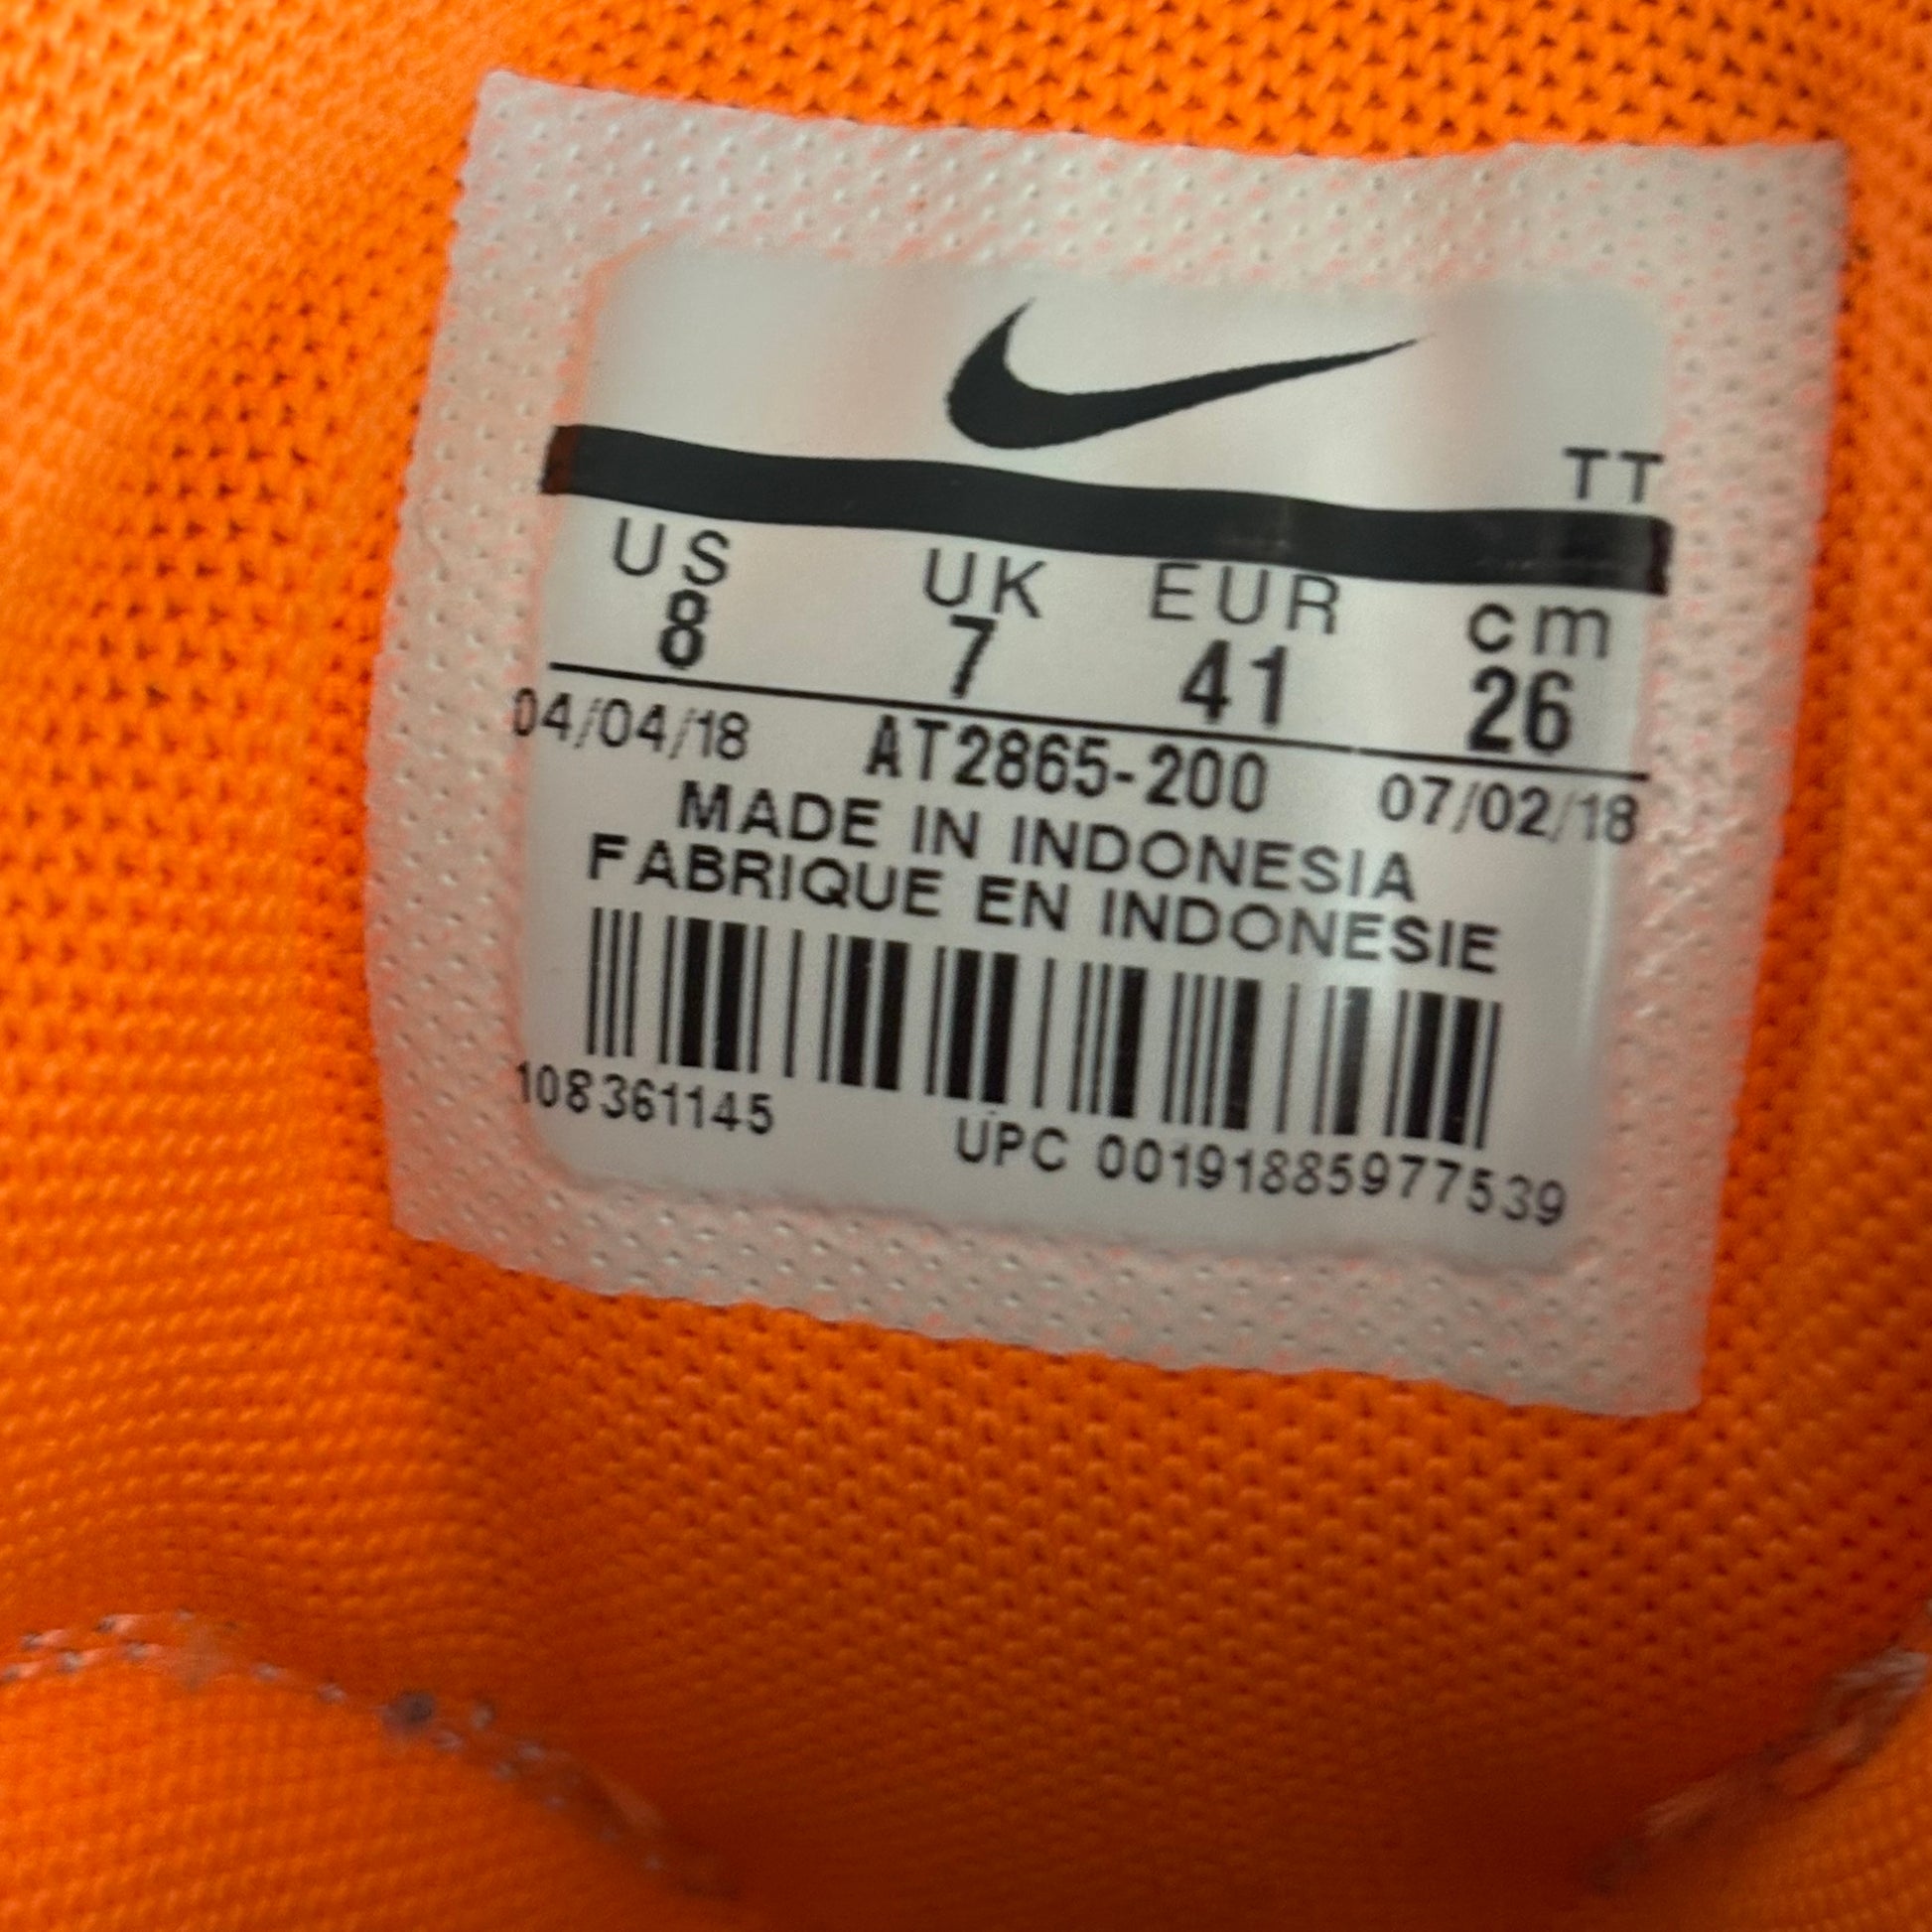 TT
US UK EUR cm
8 7 41 26
04/04/18 AT2865-200 07/02/18
MADE IN INDONESIA
FABRIQUE EN INDONESIE
108361145 UPC 00191885977539